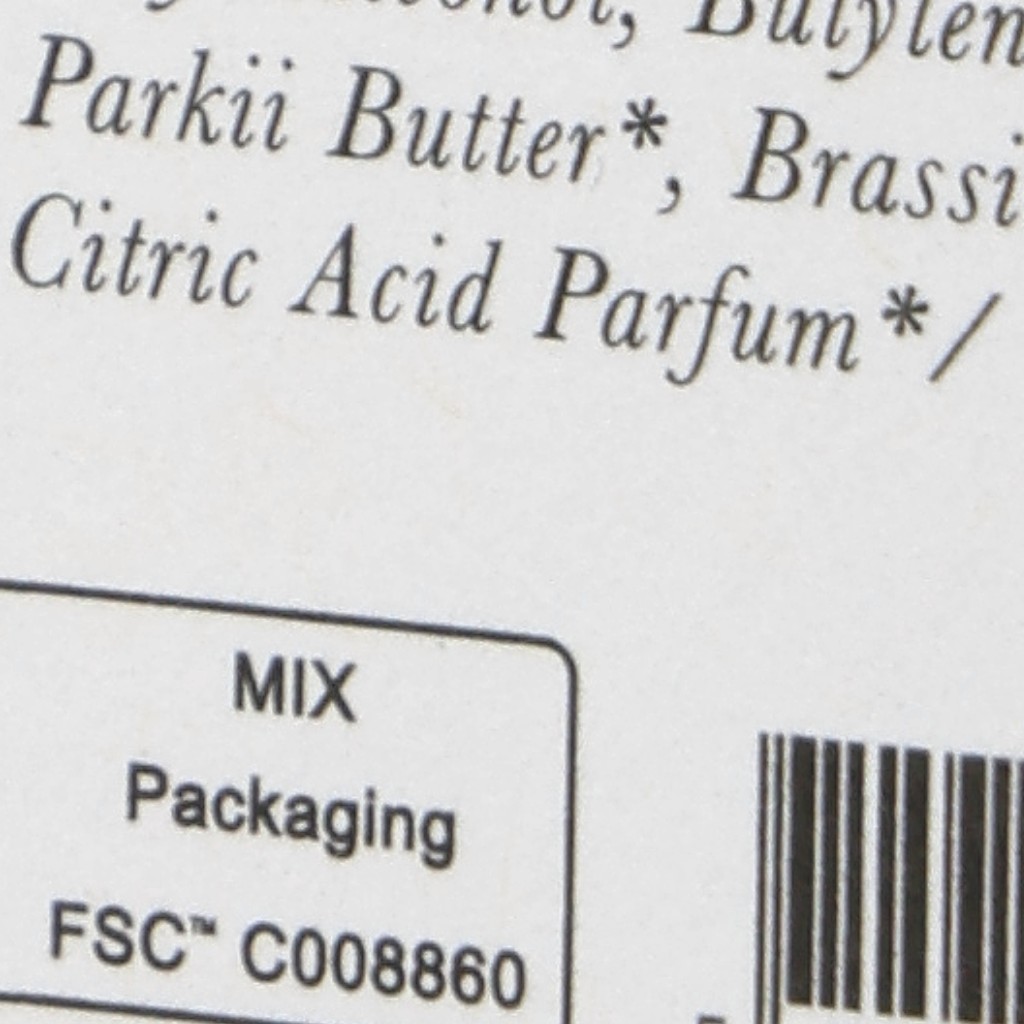 Parkii Butter*, Brassi
Citric Acid Parfum*/
MIX
Packaging
FSC™ C008860